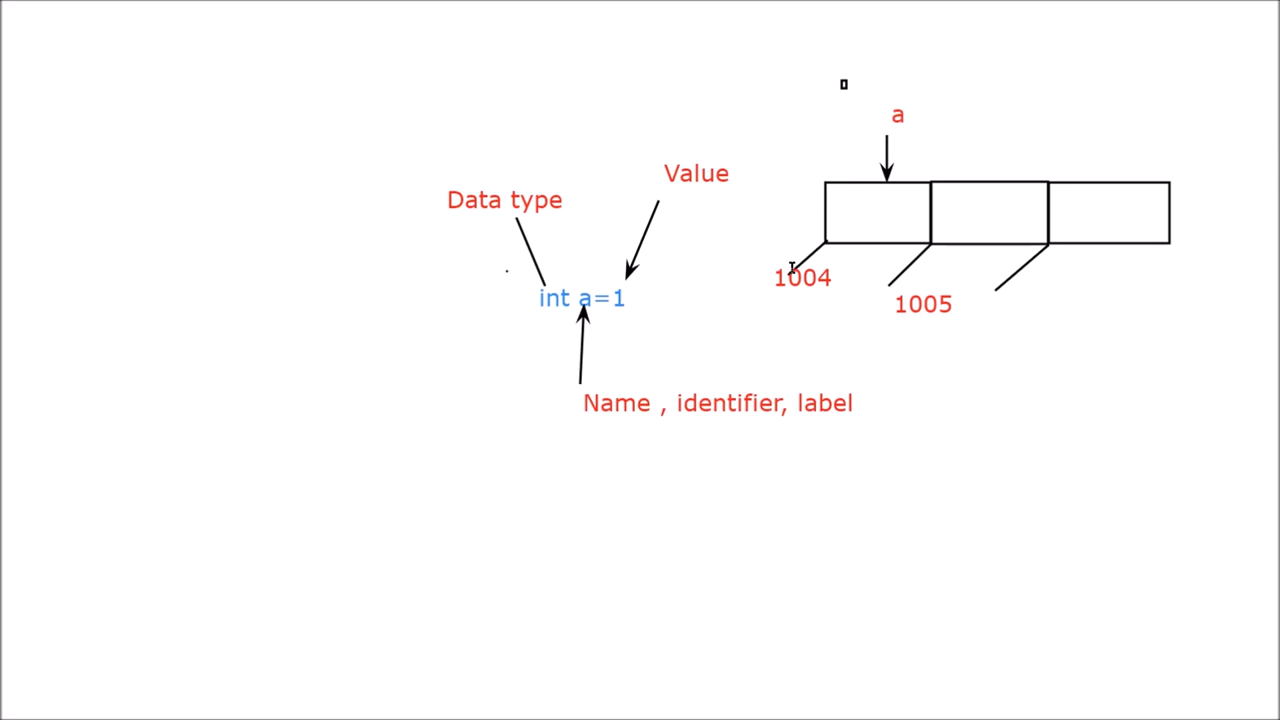 a
Value
Data type
1004
int a=1
1005
Name , identifier, label